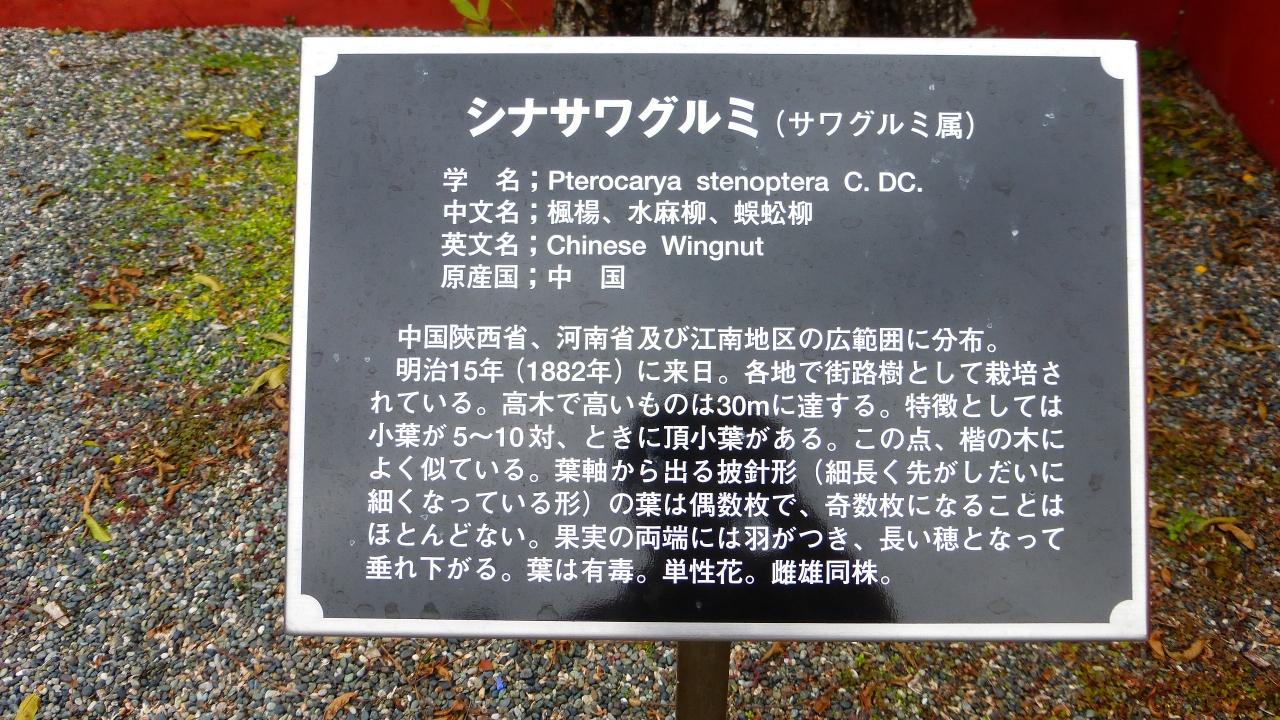 シナサワグルミ（サワグルミ属）
学　名；Pterocarya stenoptera C. DC.
中文名；楓楊、水麻柳、蜈蚣柳
英文名；Chinese Wingnut
原産国；中　国
中国陜西省、河南省及び江南地区の広範囲に分布。
明治15年（1882年）に来日。各地で街路樹として栽培さ
れている。高木で高いものは30mに達する。特徴としては
小葉が5〜10対、ときに頂小葉がある。この点、楷の木に
よく似ている。葉軸から出る披針形（細長く先がしだいに
細くなっている形）の葉は偶数枚で、奇数枚になることは
ほとんどない。果実の両端には羽がつき、長い穂となって
垂れ下がる。葉は有毒。単性花。雌雄同株。